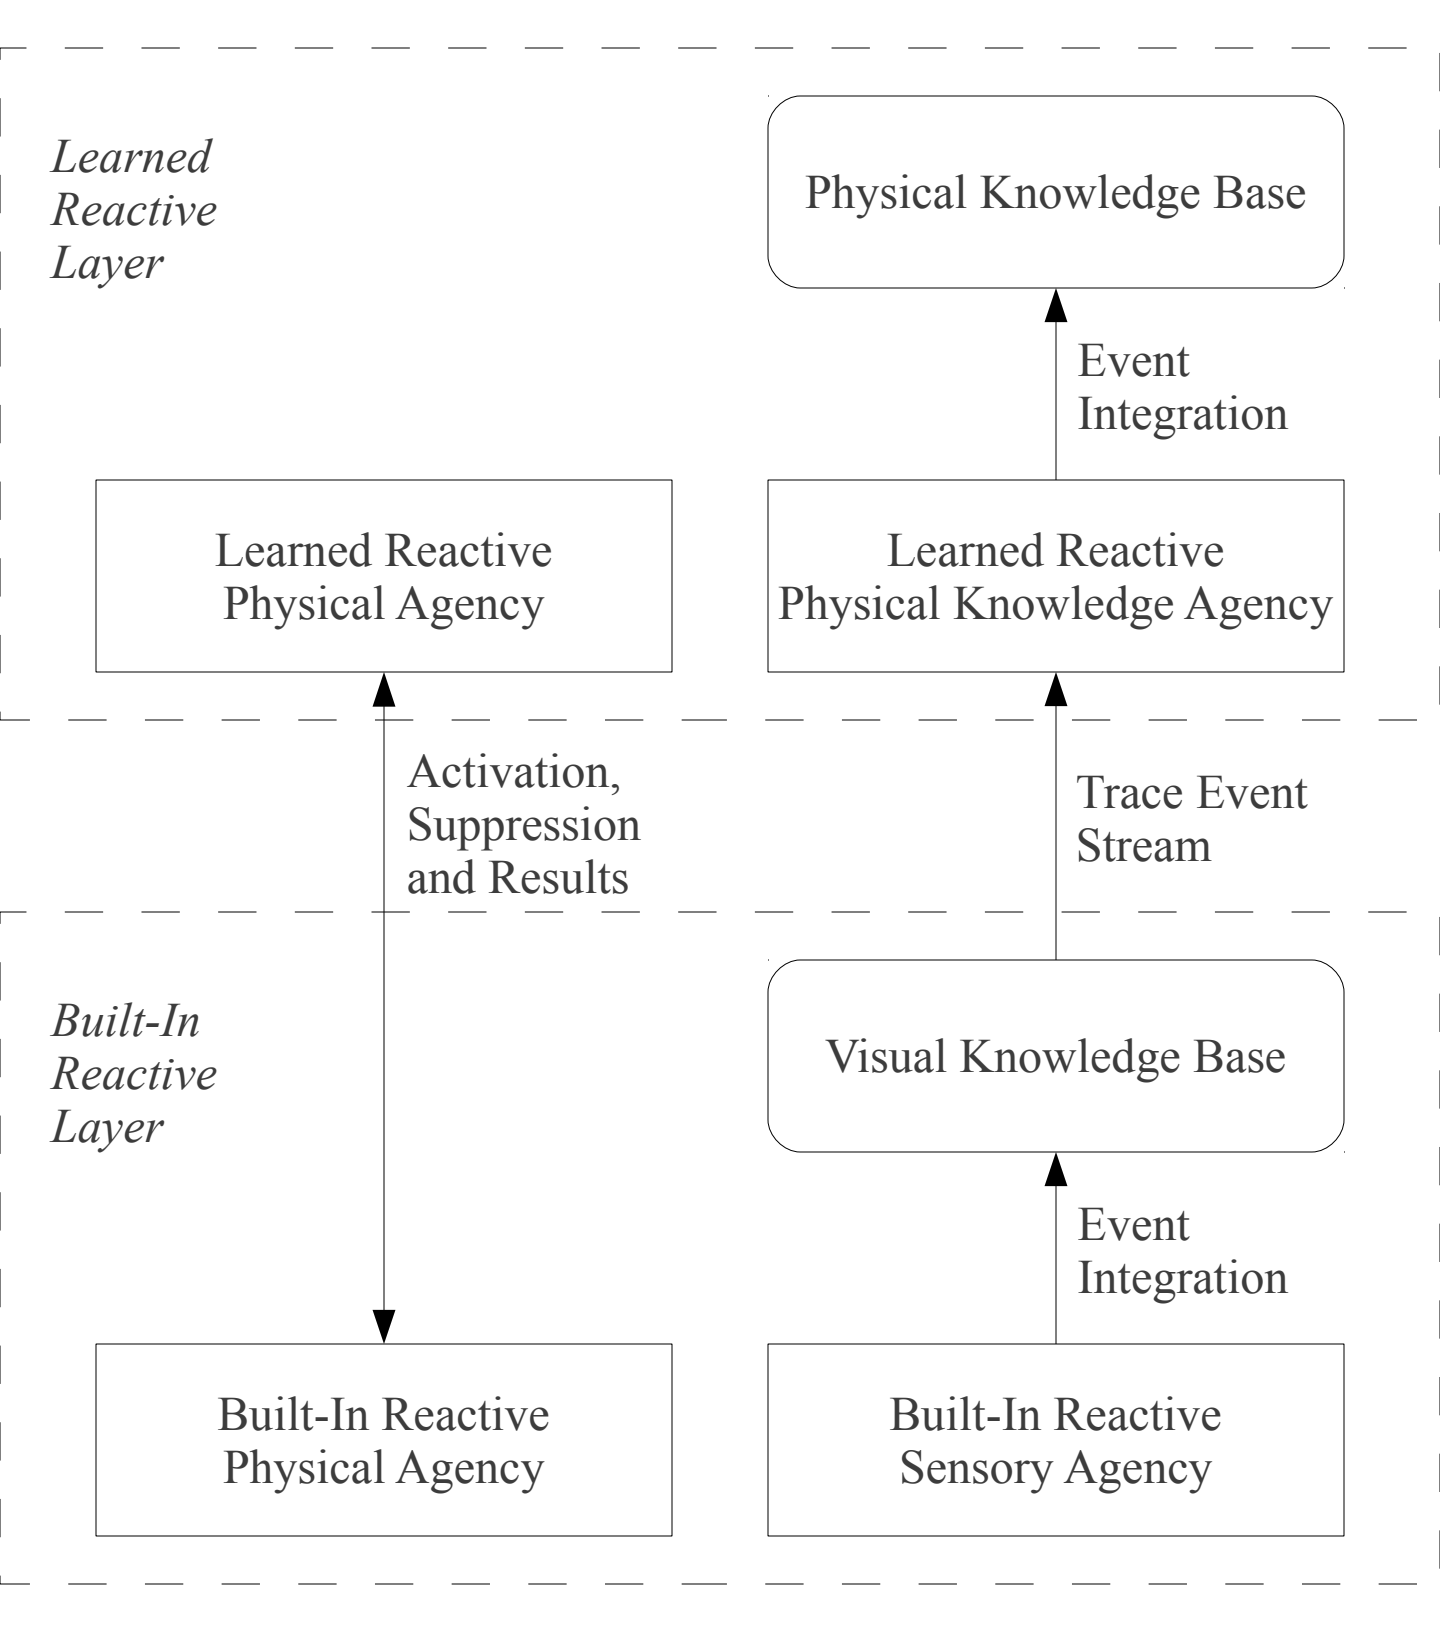 Learned
Reactive
Layer
Physical Knowledge Base
Event
Integration
Learned Reactive
Physical Agency
Learned Reactive
Physical Knowledge Agency
Activation,
Suppression
and Results
Trace Event
Stream
Built-In
Reactive
Layer
Visual Knowledge Base
Event
Integration
Built-In Reactive
Physical Agency
Built-In Reactive
Sensory Agency